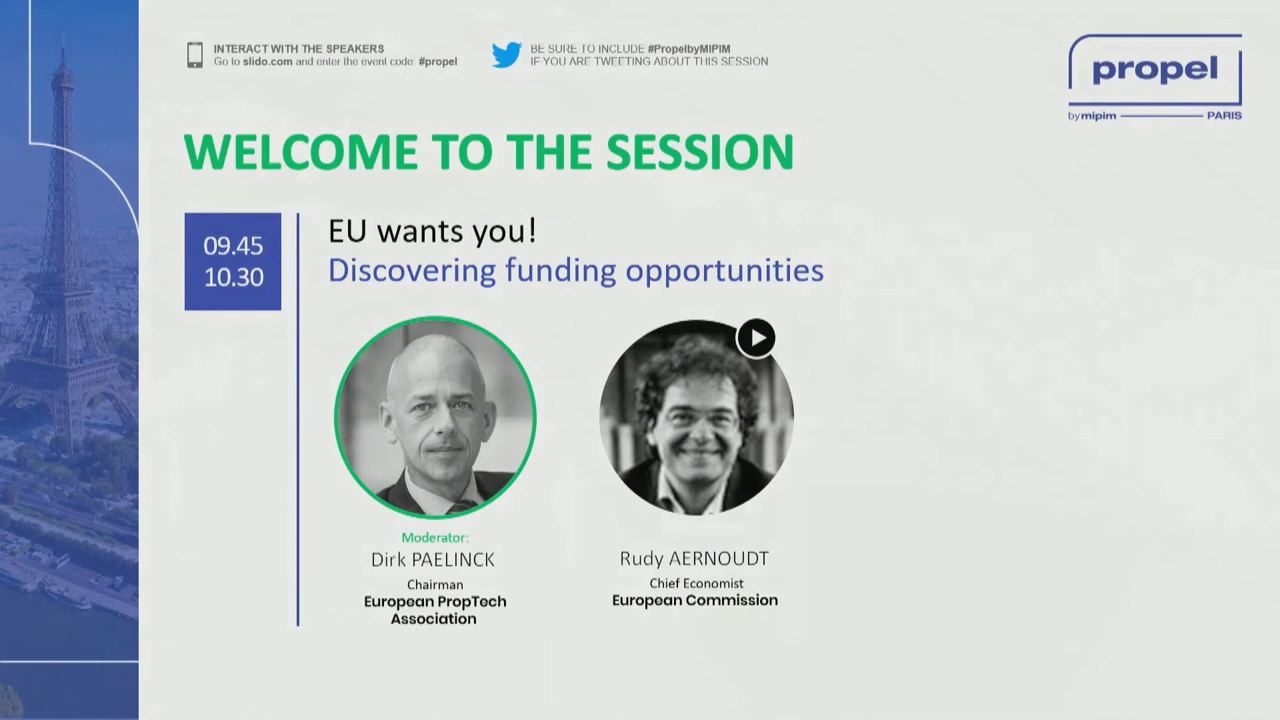 INTERACT WITH THE SPEAKERS
Go to slido.com and enter the event code #propel
BE SURE TO INCLUDE #PropelbyMIPIM
IF YOU ARE TWEETING ABOUT THIS SESSION
propel
by mipim PARIS
WELCOME TO THE SESSION
09.45
10.30
EU wants you!
Discovering funding opportunities
Moderator:
Dirk PAELINCK
Chairman
European PropTech
Association
Rudy AERNOUDT
Chief Economist
European Commission